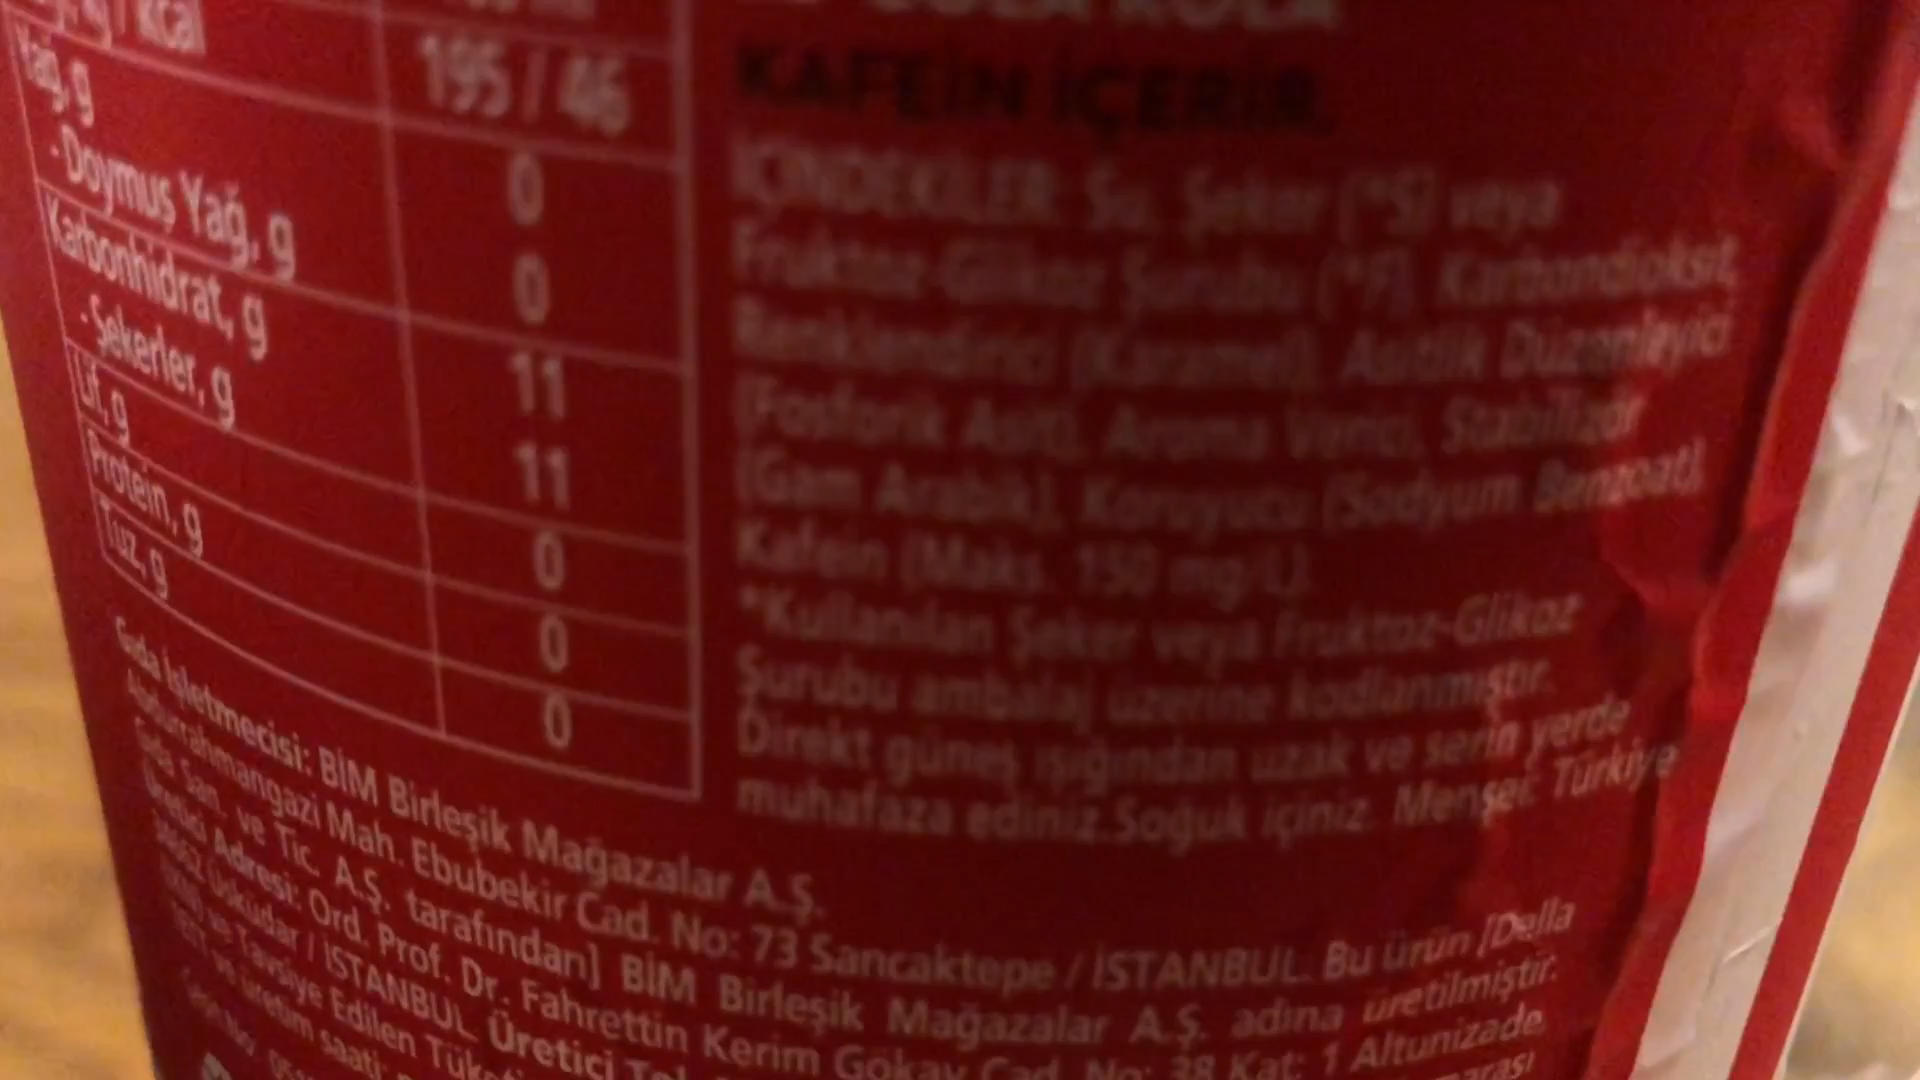 kcal
195 / 46
Yağ, g 0
- Doymuş Yağ, g 0
Karbonhidrat, g 11
- Şekerler, g 11
Lif, g 0
Protein, g 0
Tuz, g 0
KAFEİN İÇERİR.
İÇİNDEKİLER: Su, Şeker (*S) veya
Fruktoz-Glikoz Şurubu (*F), Karbondioksit,
Renklendirici (Karamel), Asitlik Düzenleyici
(Fosforik Asit), Aroma Verici, Stabilizör
(Gam Arabik), Koruyucu (Sodyum Benzoat),
Kafein (Maks. 150 mg/L).
*Kullanılan Şeker veya Fruktoz-Glikoz
Şurubu ambalaj üzerine kodlanmıştır.
Direkt güneş ışığından uzak ve serin yerde
muhafaza ediniz.Soğuk içiniz. Menşei: Türkiye
Gıda İşletmecisi: BİM Birleşik Mağazalar A.Ş.
Abdurrahmangazi Mah. Ebubekir Cad. No: 73 Sancaktepe / İSTANBUL. Bu ürün [Della
Gıda San. ve Tic. A.Ş. tarafından] BİM Birleşik Mağazalar A.Ş. adına üretilmiştir.
Üretici Adresi: Ord. Prof. Dr. Fahrettin Kerim Gökay Cad. No: 38 Kat: 1 Altunizade
Üsküdar / İSTANBUL Üretici
Tavsiye Edilen
ve üretim saati